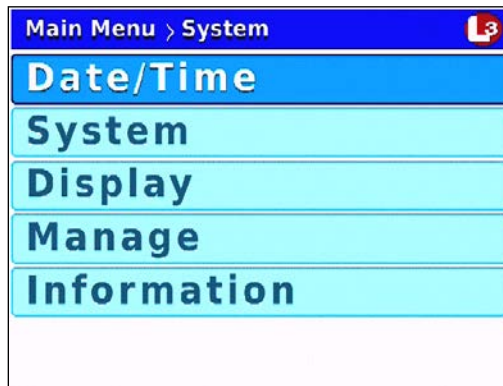 Main Menu > System
L3
Date/Time
System
Display
Manage
Information